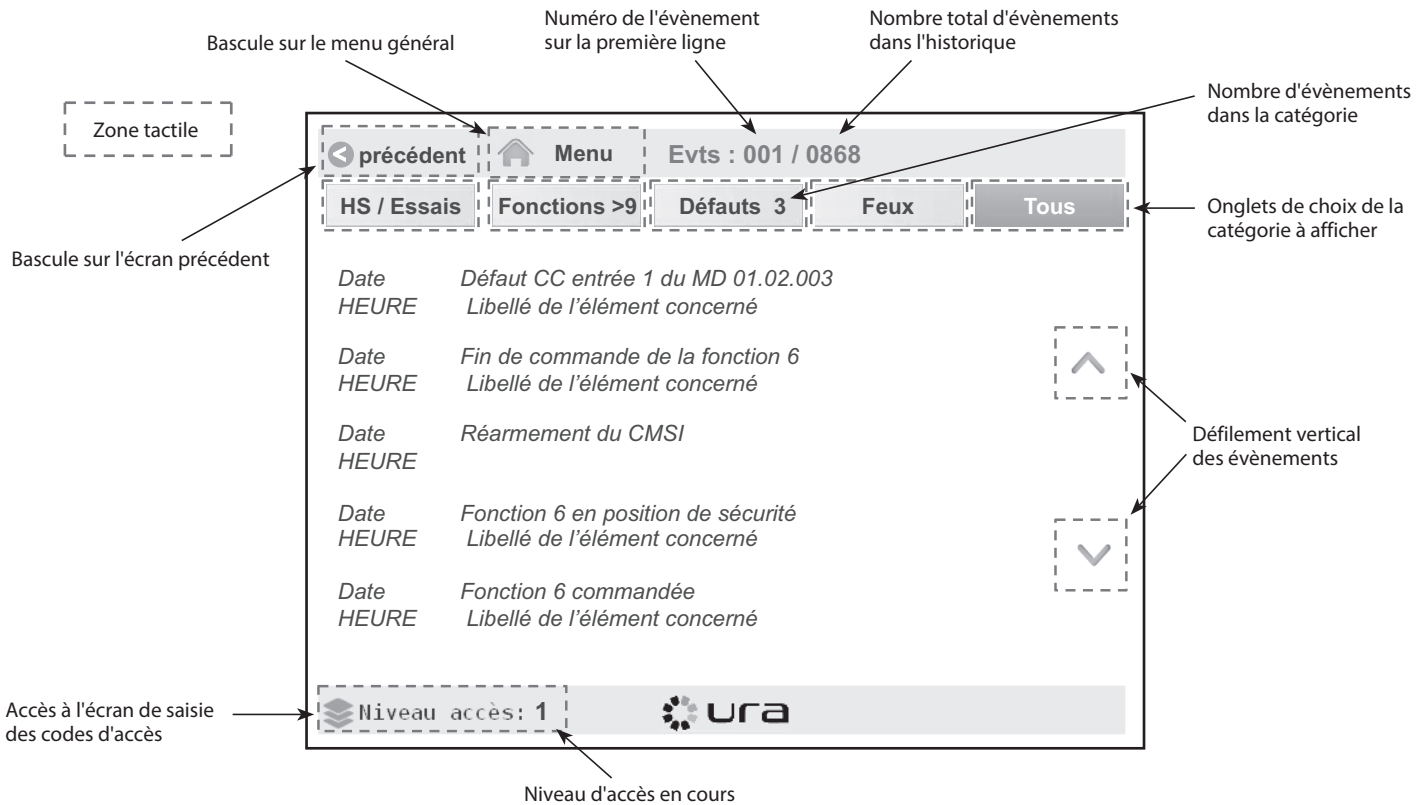 Numéro de l'évènement
sur la première ligne
Nombre total d'évènements
dans l'historique
Bascule sur le menu général
Nombre d'évènements
dans la catégorie
Zone tactile
précédent
Menu
Evts : 001 / 0868
HS / Essais
Fonctions >9
Défauts 3
Feux
Tous
Onglets de choix de la
catégorie à afficher
Bascule sur l'écran précédent
Date Défaut CC entrée 1 du MD 01.02.003
HEURE Libellé de l’élément concerné
Date Fin de commande de la fonction 6
HEURE Libellé de l’élément concerné
Date Réarmement du CMSI
HEURE
Défilement vertical
des évènements
Date Fonction 6 en position de sécurité
HEURE Libellé de l’élément concerné
Date Fonction 6 commandée
HEURE Libellé de l’élément concerné
Accès à l'écran de saisie
des codes d'accès
Niveau accès: 1
ura
Niveau d'accès en cours